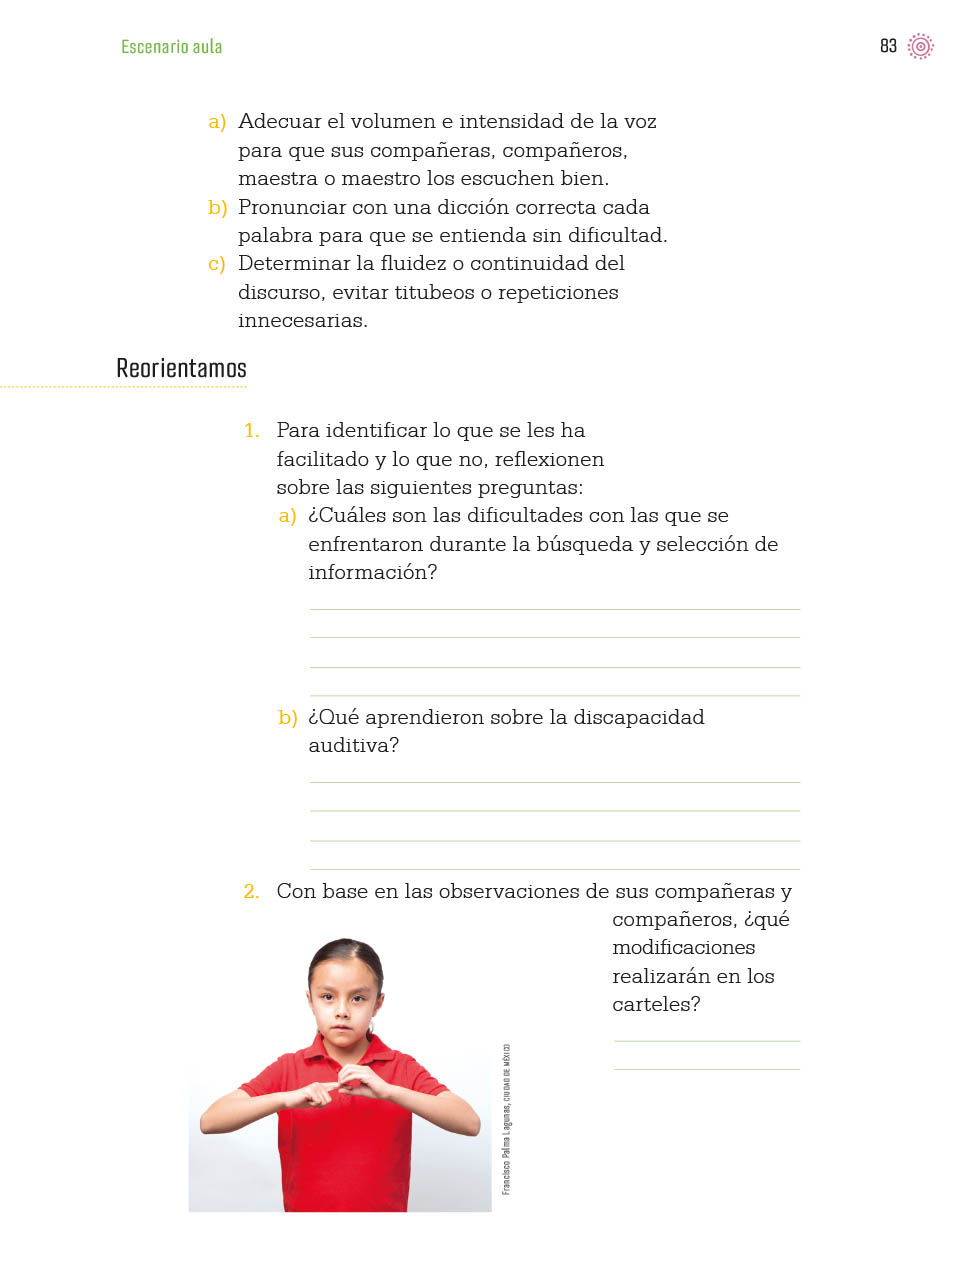 Escenario aula
83
a) Adecuar el volumen e intensidad de la voz
para que sus compañeras, compañeros,
maestra o maestro los escuchen bien.
b) Pronunciar con una dicción correcta cada
palabra para que se entienda sin dificultad.
c) Determinar la fluidez o continuidad del
discurso, evitar titubeos o repeticiones
innecesarias.
Reorientamos
1. Para identificar lo que se les ha
facilitado y lo que no, reflexionen
sobre las siguientes preguntas:
a) ¿Cuáles son las dificultades con las que se
enfrentaron durante la búsqueda y selección de
información?
b) ¿Qué aprendieron sobre la discapacidad
auditiva?
2. Con base en las observaciones de sus compañeras y
compañeros, ¿qué
modificaciones
realizarán en los
carteles?
Francisco Palma Lagunas, CIUDAD DE MÉXICO